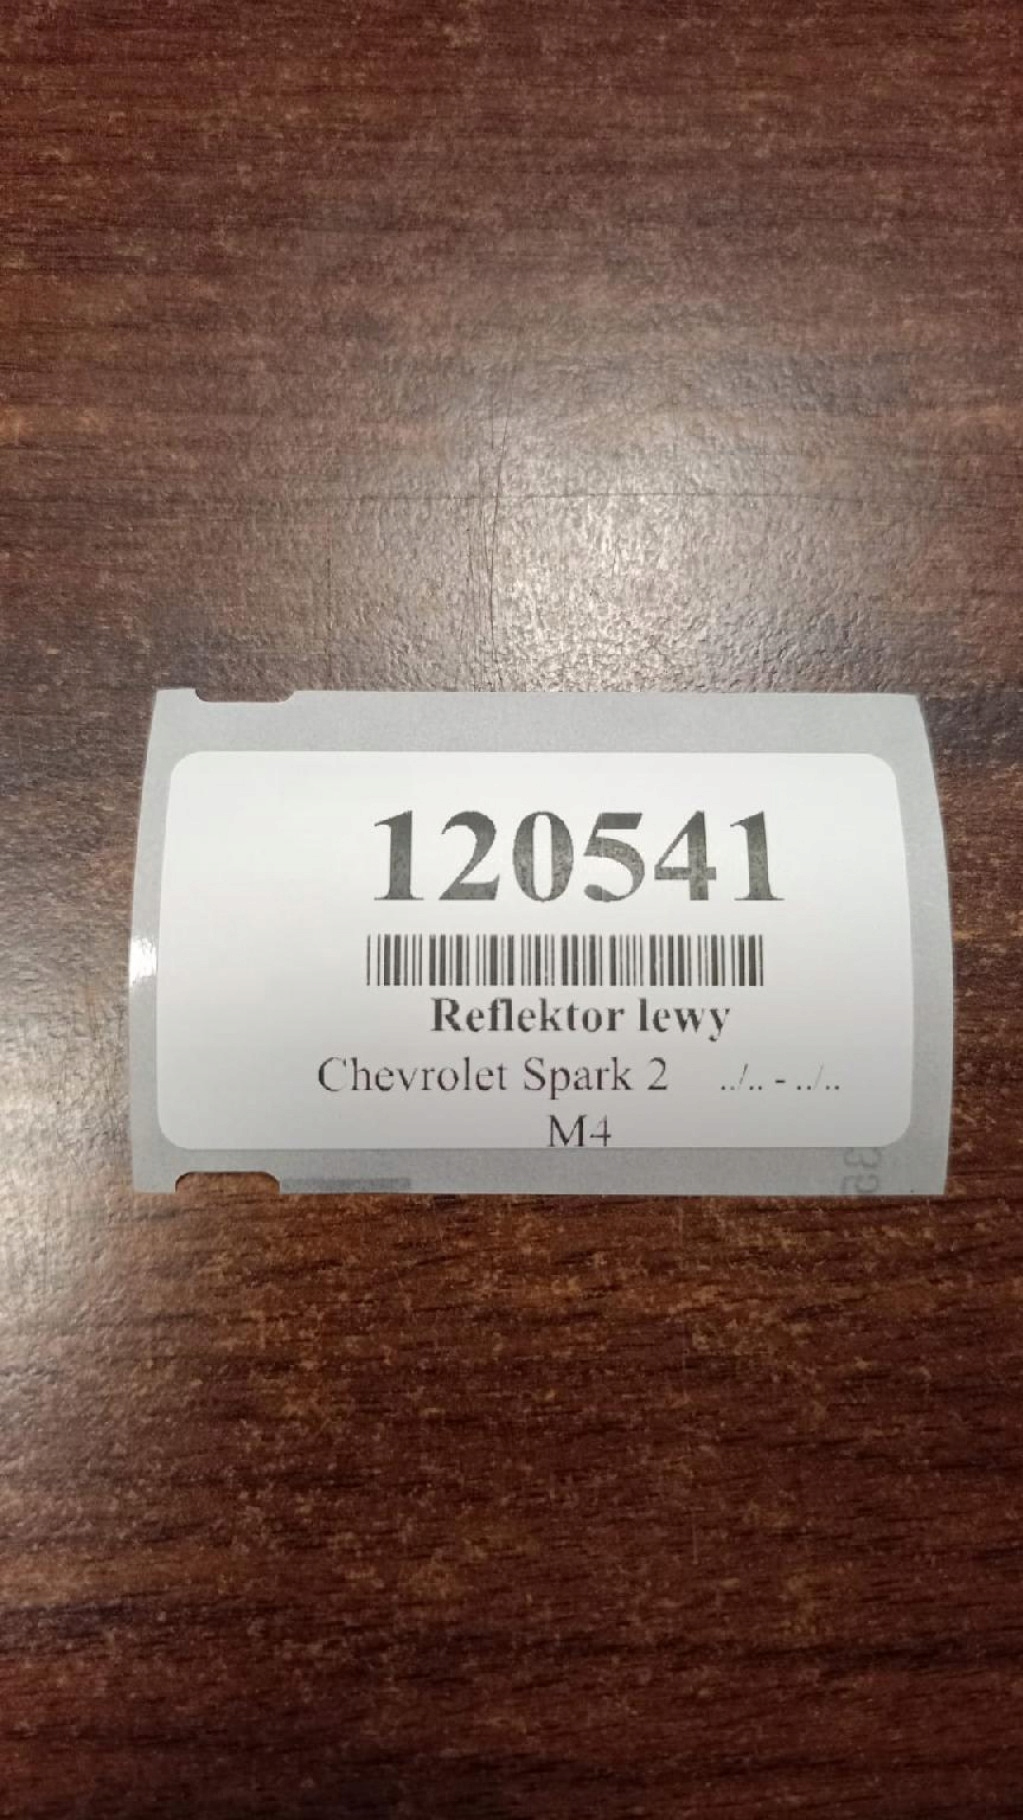 120541
Reflektor lewy
Chevrolet Spark 2 ../.. - ../..
M4